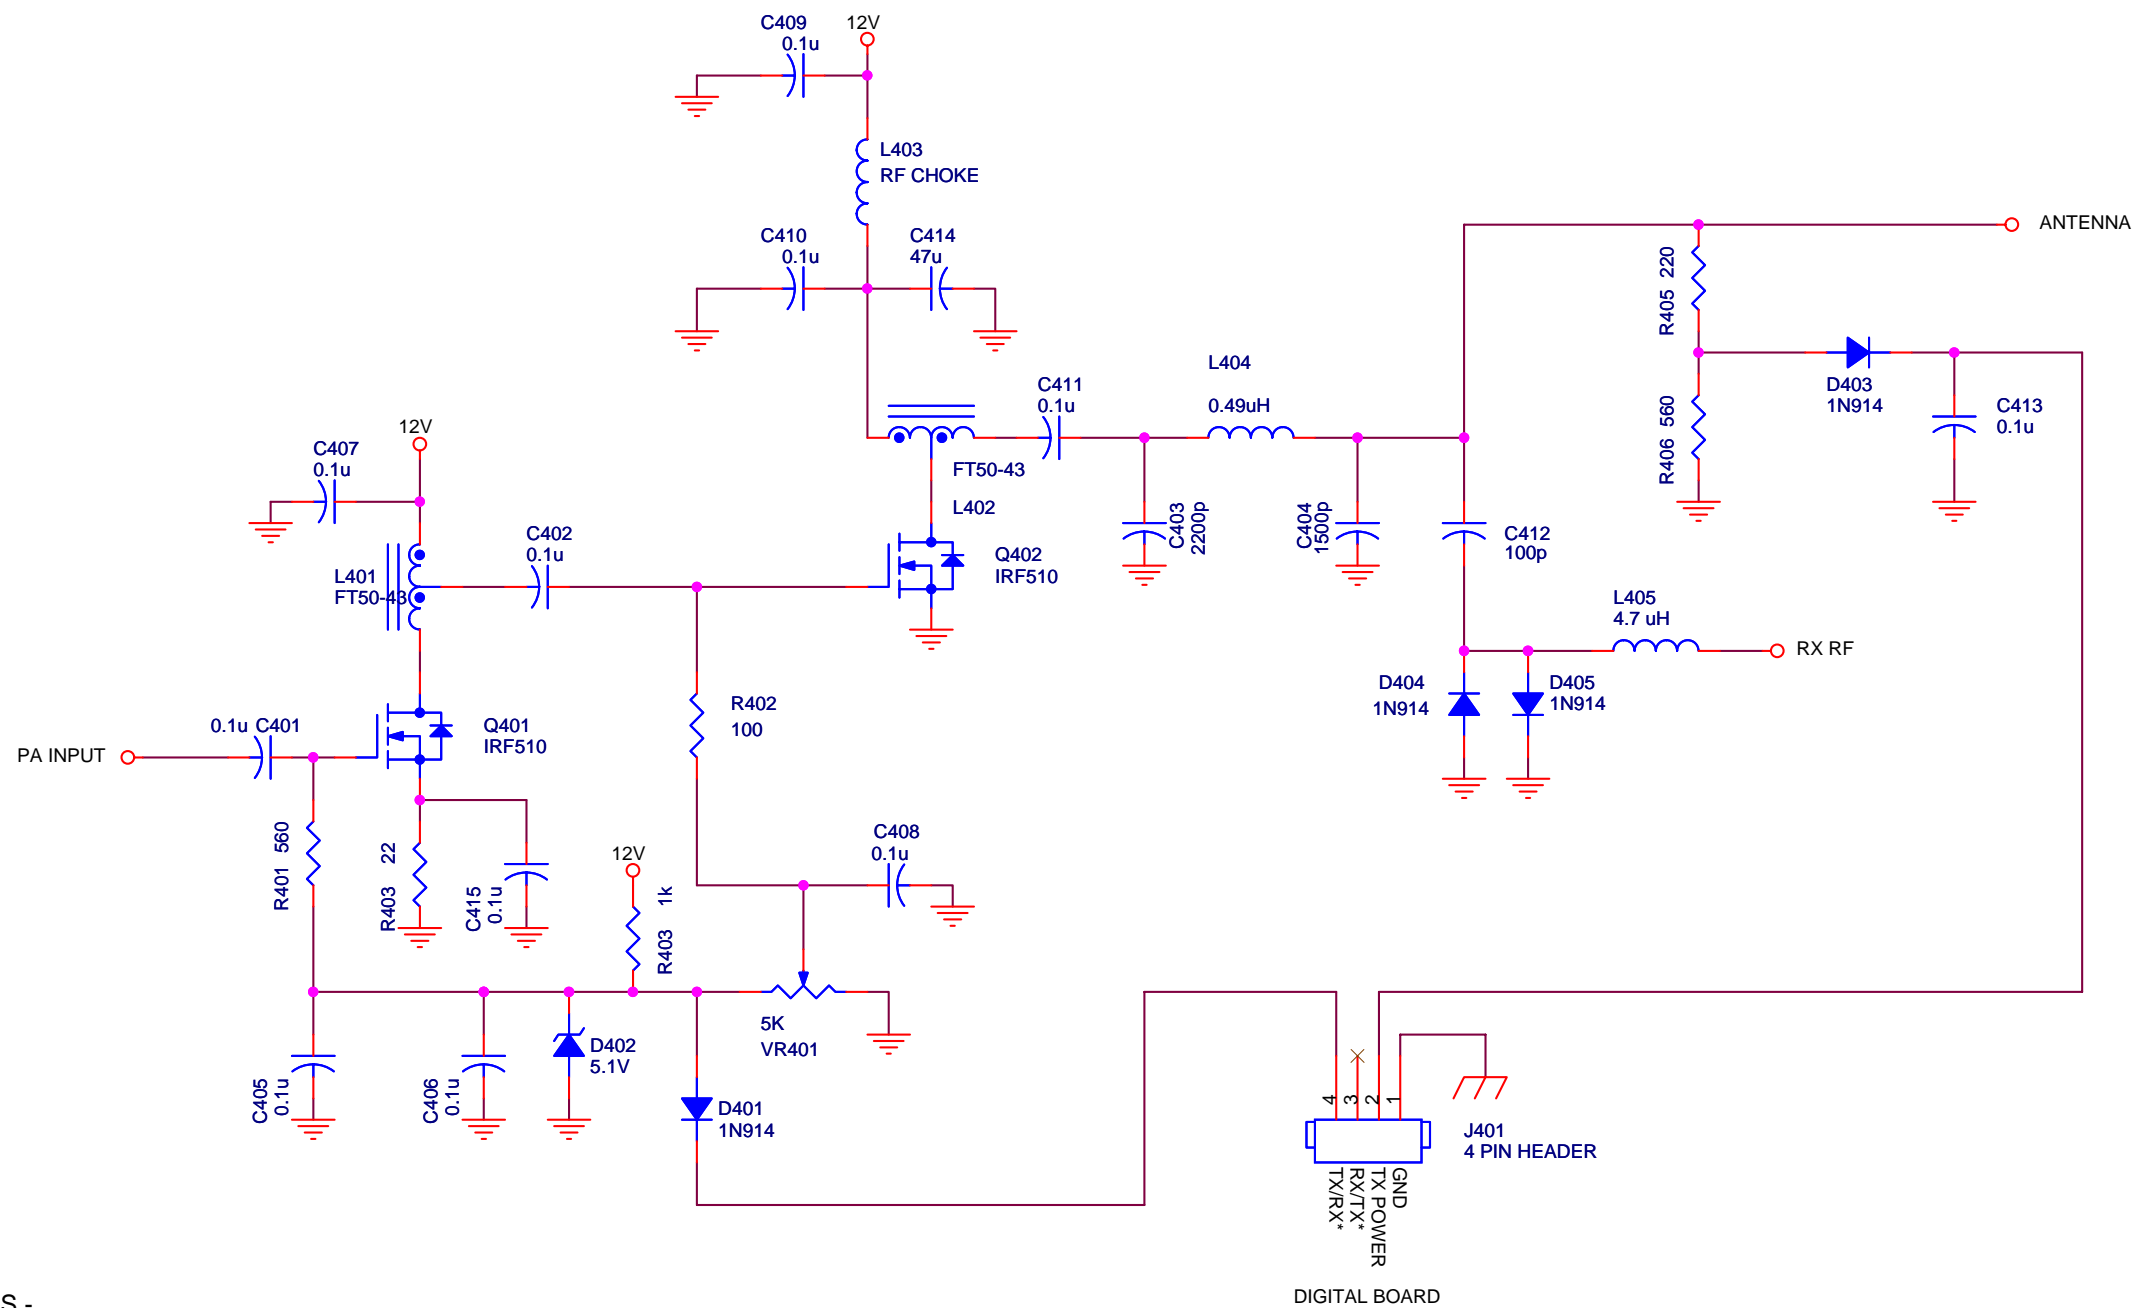 C409
0.1u
12V
L403
RF CHOKE
C410
0.1u
C414
47u
ANTENNA
R405 220
L404
0.49uH
C411
0.1u
D403
1N914
R406 560
C413
0.1u
12V
C407
0.1u
FT50-43
L402
C403
2200p
C404
1500p
C412
100p
C402
0.1u
Q402
IRF510
L401
FT50-43
L405
4.7 uH
RX RF
D404
1N914
D405
1N914
R402
100
0.1u C401
Q401
IRF510
PA INPUT
R401 560
R403 22
C415
0.1u
12V
R403 1k
C408
0.1u
5K
VR401
D402
5.1V
C405
0.1u
C406
0.1u
D401
1N914
4
3
2
1
J401
4 PIN HEADER
TX/RX*
RX/TX*
TX POWER
GND
DIGITAL BOARD
S -